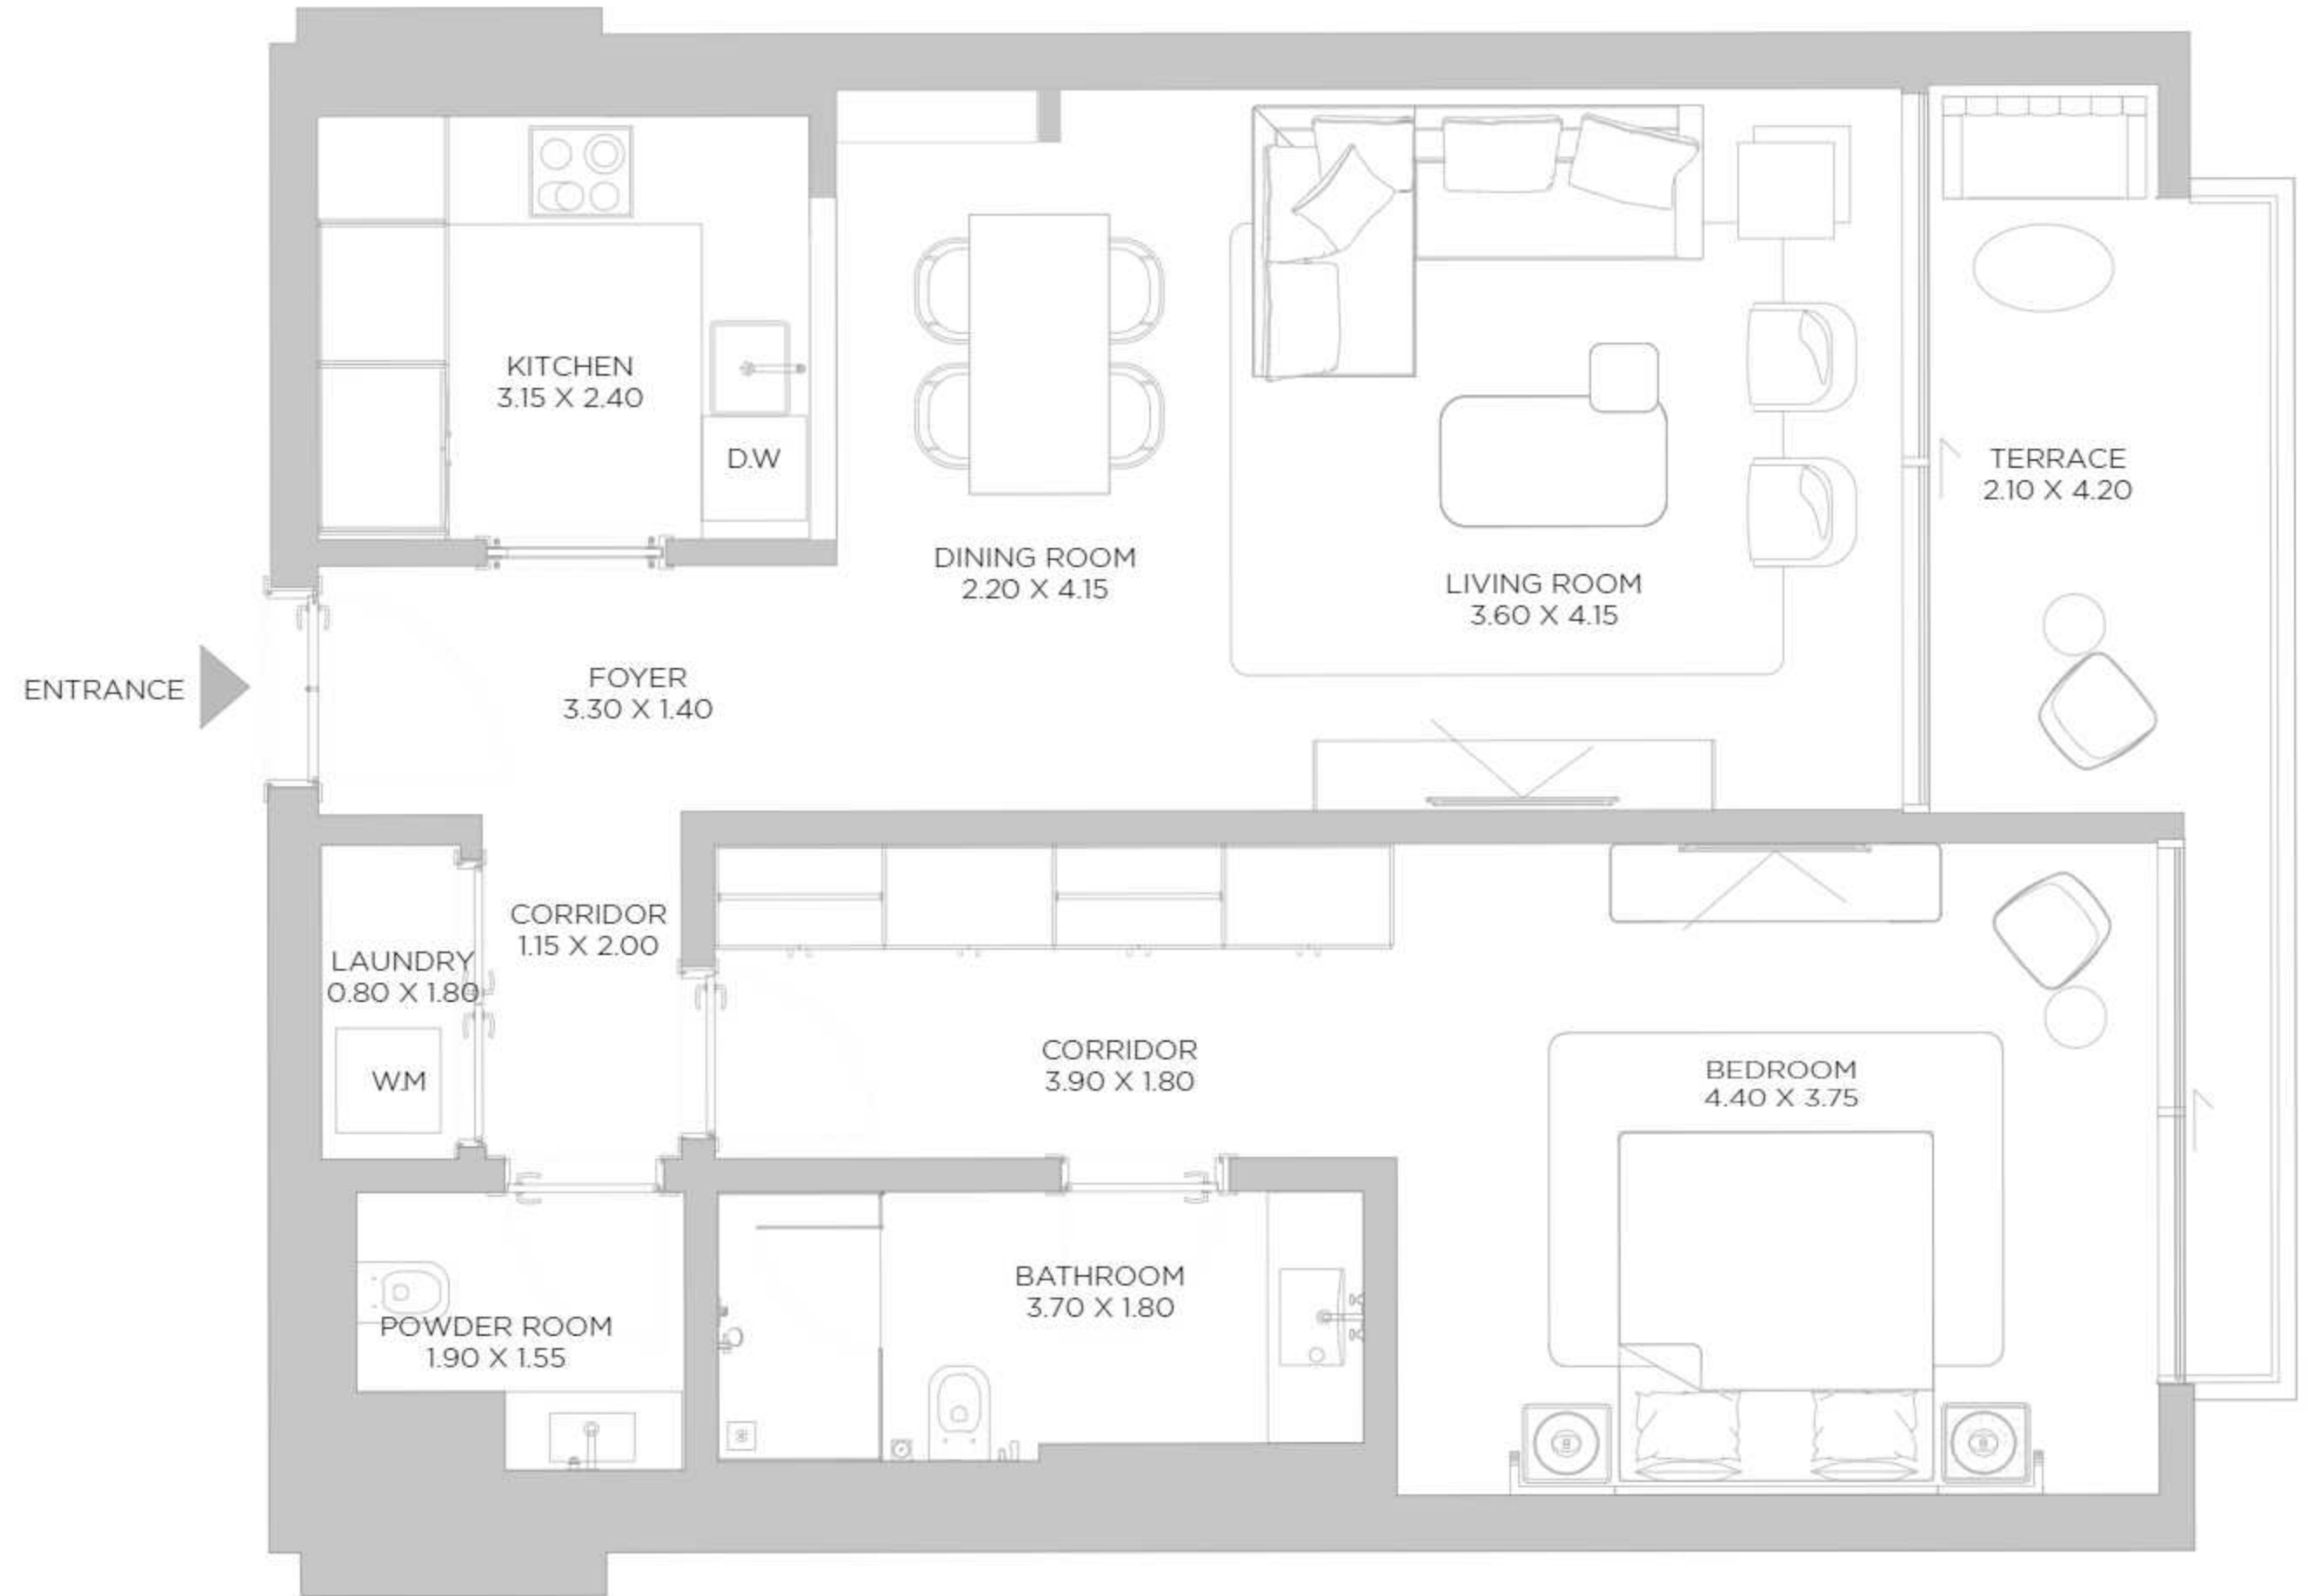 KITCHEN
3.15 X 2.40
D.W
DINING ROOM
2.20 X 4.15
LIVING ROOM
3.60 X 4.15
TERRACE
2.10 X 4.20
ENTRANCE
FOYER
3.30 X 1.40
CORRIDOR
1.15 X 2.00
LAUNDRY
0.80 X 1.80
W.M
CORRIDOR
3.90 X 1.80
BEDROOM
4.40 X 3.75
POWDER ROOM
1.90 X 1.55
BATHROOM
3.70 X 1.80